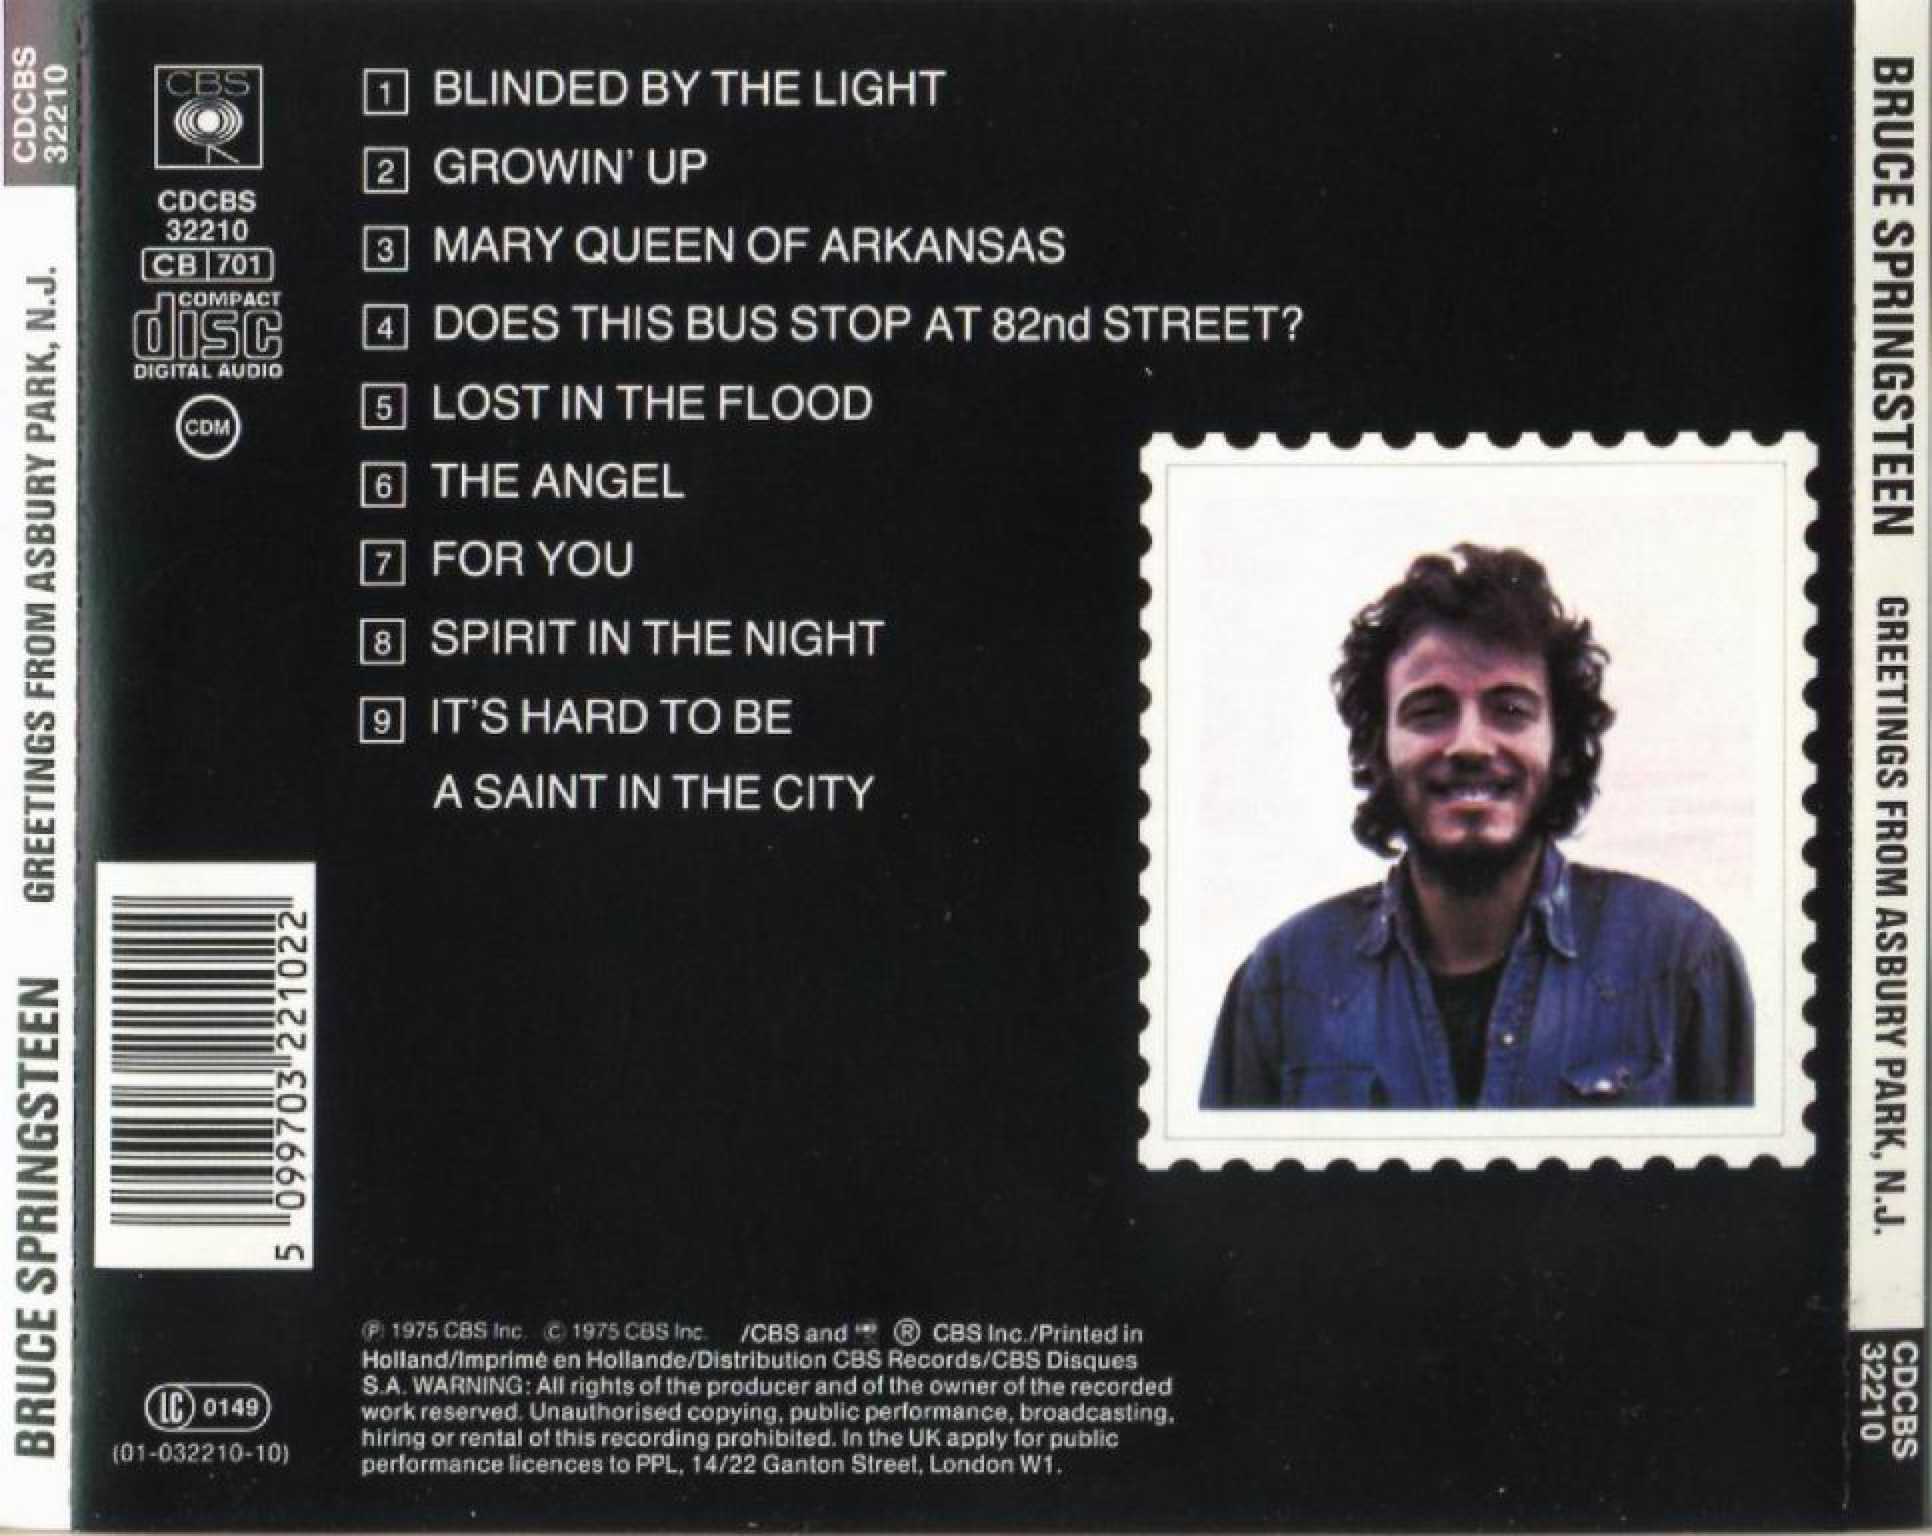 CDCBS
32210
GREETINGS FROM ASBURY PARK, N.J.
BRUCE SPRINGSTEEN
CBS
CDCBS
32210
CB 701
COMPACT
disc
DIGITAL AUDIO
CDM
1 BLINDED BY THE LIGHT
2 GROWIN' UP
3 MARY QUEEN OF ARKANSAS
4 DOES THIS BUS STOP AT 82nd STREET?
5 LOST IN THE FLOOD
6 THE ANGEL
7 FOR YOU
8 SPIRIT IN THE NIGHT
9 IT'S HARD TO BE
A SAINT IN THE CITY
5 099703 221022
LC 0149
(01-032210-10)
℗ 1975 CBS Inc. © 1975 CBS Inc. /CBS and ® CBS Inc./Printed in
Holland/Imprimé en Hollande/Distribution CBS Records/CBS Disques
S.A. WARNING: All rights of the producer and of the owner of the recorded
work reserved. Unauthorised copying, public performance, broadcasting,
hiring or rental of this recording prohibited. In the UK apply for public
performance licences to PPL, 14/22 Ganton Street, London W1.
BRUCE SPRINGSTEEN
GREETINGS FROM ASBURY PARK, N.J.
CDCBS
32210